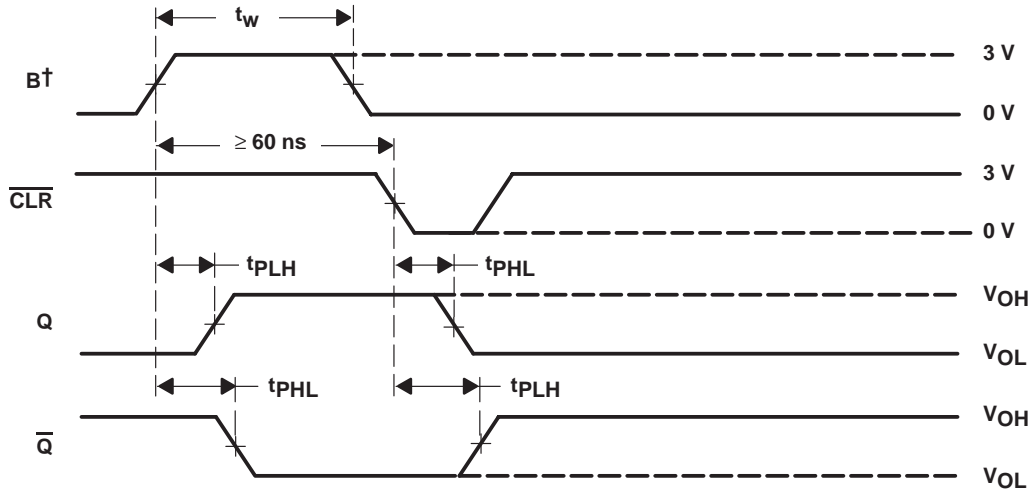 tw
B†
3 V
0 V
≥ 60 ns
CLR
3 V
0 V
tPLH
tPHL
Q
VOH
VOL
tPHL
tPLH
Q
VOH
VOL